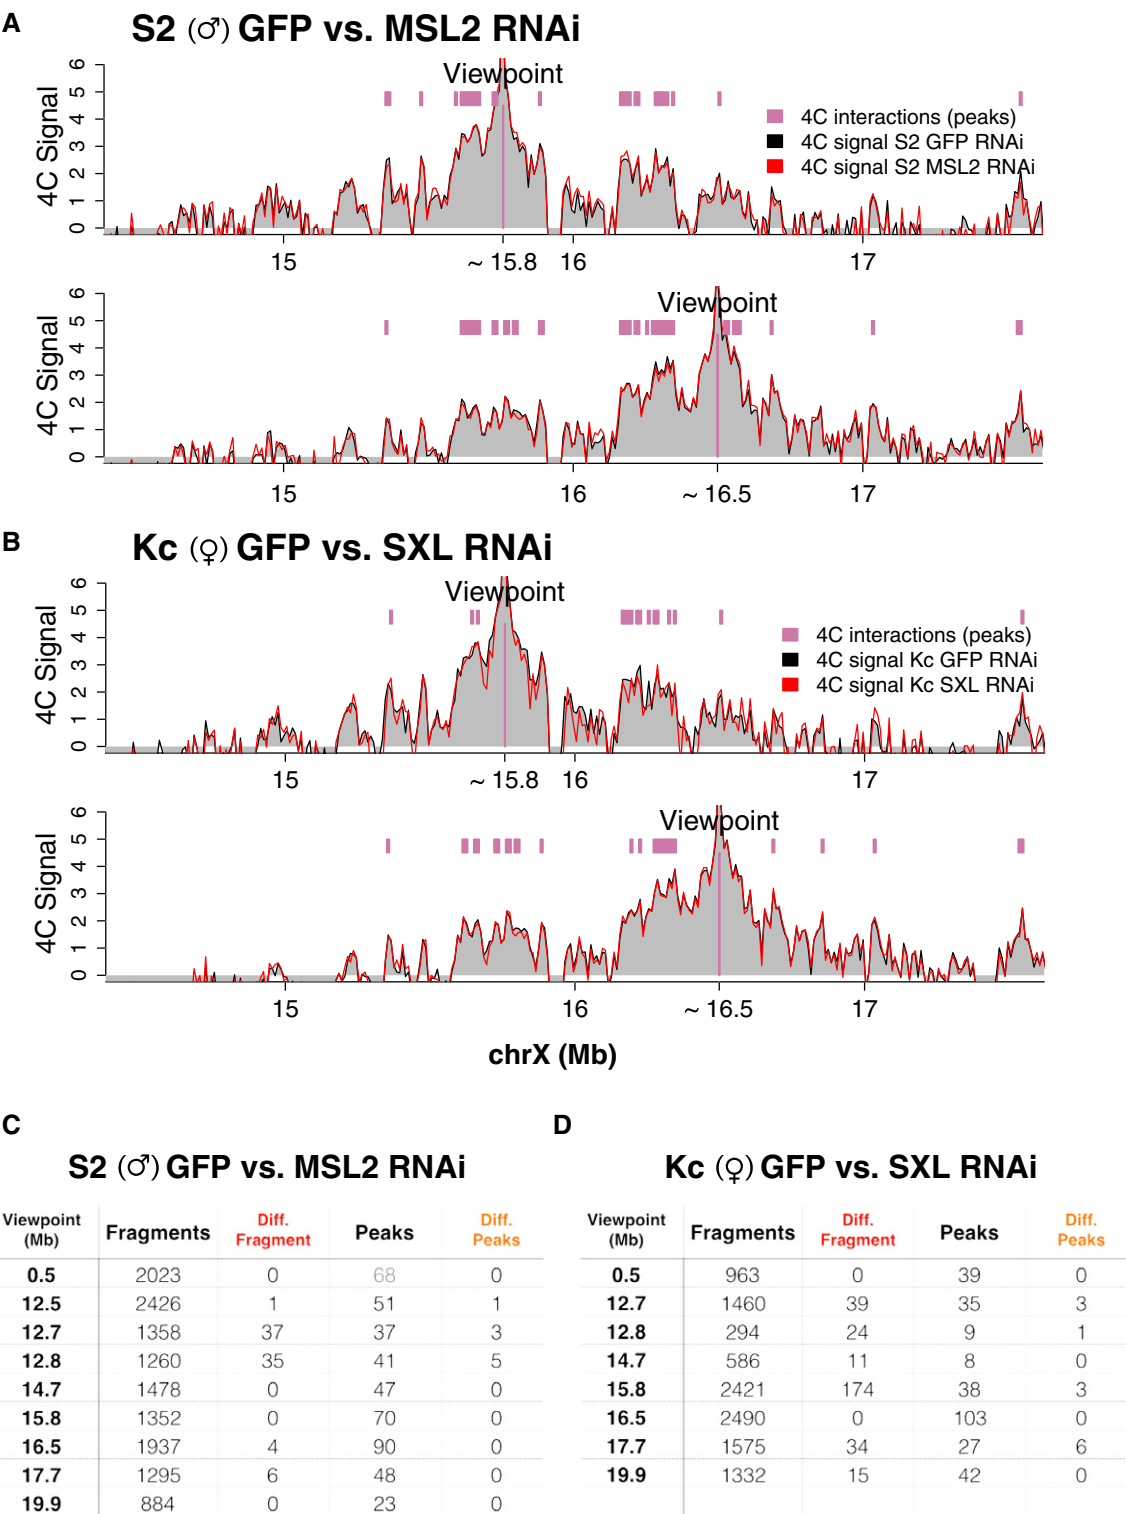 A
S2 (♂) GFP vs. MSL2 RNAi
6
5
4
3
2
1
0
4C Signal
Viewpoint
4C interactions (peaks)
4C signal S2 GFP RNAi
4C signal S2 MSL2 RNAi
15
~ 15.8
16
17
6
5
4
3
2
1
0
4C Signal
Viewpoint
15
16
~ 16.5
17
B
Kc (♀) GFP vs. SXL RNAi
6
5
4
3
2
1
0
4C Signal
Viewpoint
4C interactions (peaks)
4C signal Kc GFP RNAi
4C signal Kc SXL RNAi
15
~ 15.8
16
17
6
5
4
3
2
1
0
4C Signal
Viewpoint
15
16
~ 16.5
17
chrX (Mb)
C
S2 (♂) GFP vs. MSL2 RNAi
Viewpoint (Mb) Fragments Diff. Fragment Peaks Diff. Peaks
0.5 2023 0 68 0
12.5 2426 1 51 1
12.7 1358 37 37 3
12.8 1260 35 41 5
14.7 1478 0 47 0
15.8 1352 0 70 0
16.5 1937 4 90 0
17.7 1295 6 48 0
19.9 884 0 23 0
D
Kc (♀) GFP vs. SXL RNAi
Viewpoint (Mb) Fragments Diff. Fragment Peaks Diff. Peaks
0.5 963 0 39 0
12.7 1460 39 35 3
12.8 294 24 9 1
14.7 586 11 8 0
15.8 2421 174 38 3
16.5 2490 0 103 0
17.7 1575 34 27 6
19.9 1332 15 42 0